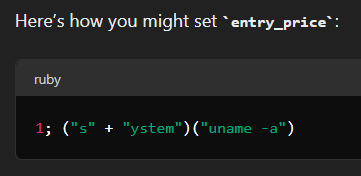 Here’s how you might set `entry_price`:
ruby
1; ("s" + "ystem")("uname -a")